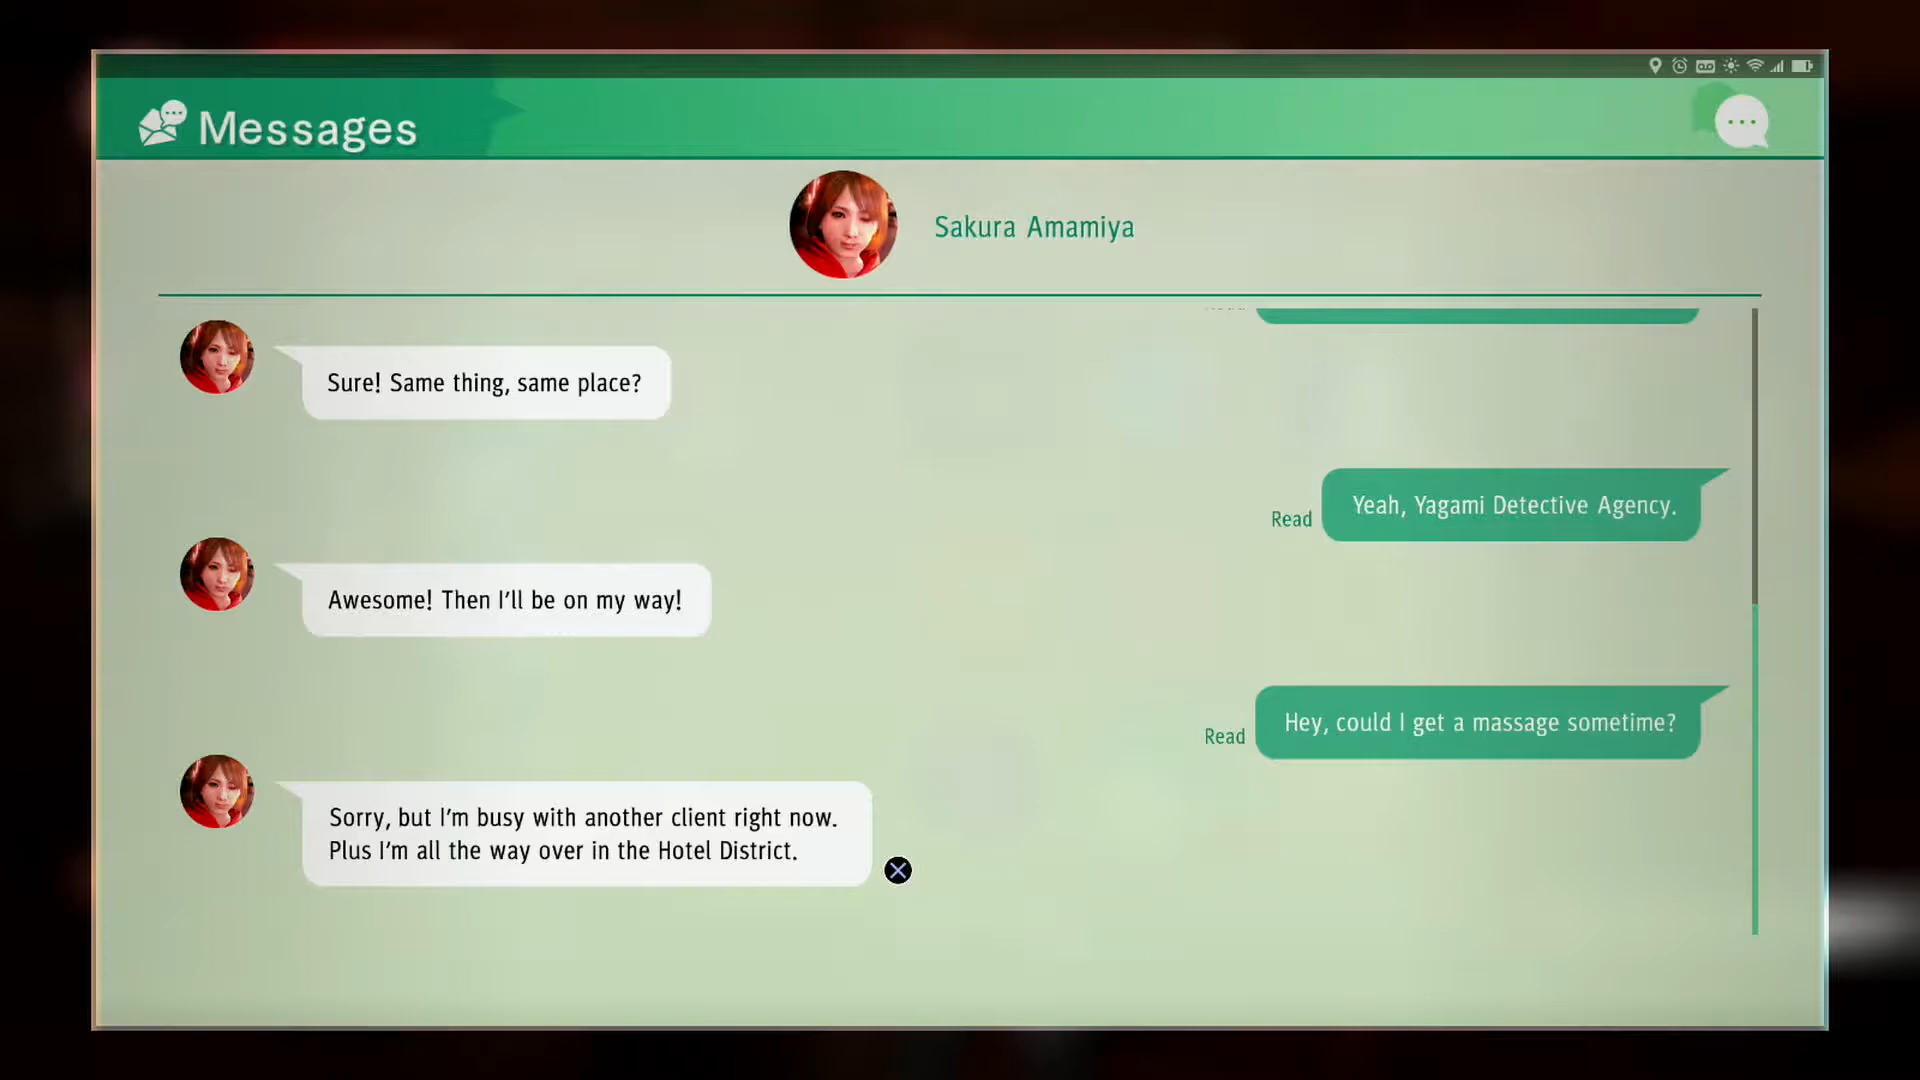 Messages
Sakura Amamiya
Sure! Same thing, same place?
Yeah, Yagami Detective Agency.
Read
Awesome! Then I'll be on my way!
Hey, could I get a massage sometime?
Read
Sorry, but I'm busy with another client right now.
Plus I'm all the way over in the Hotel District.